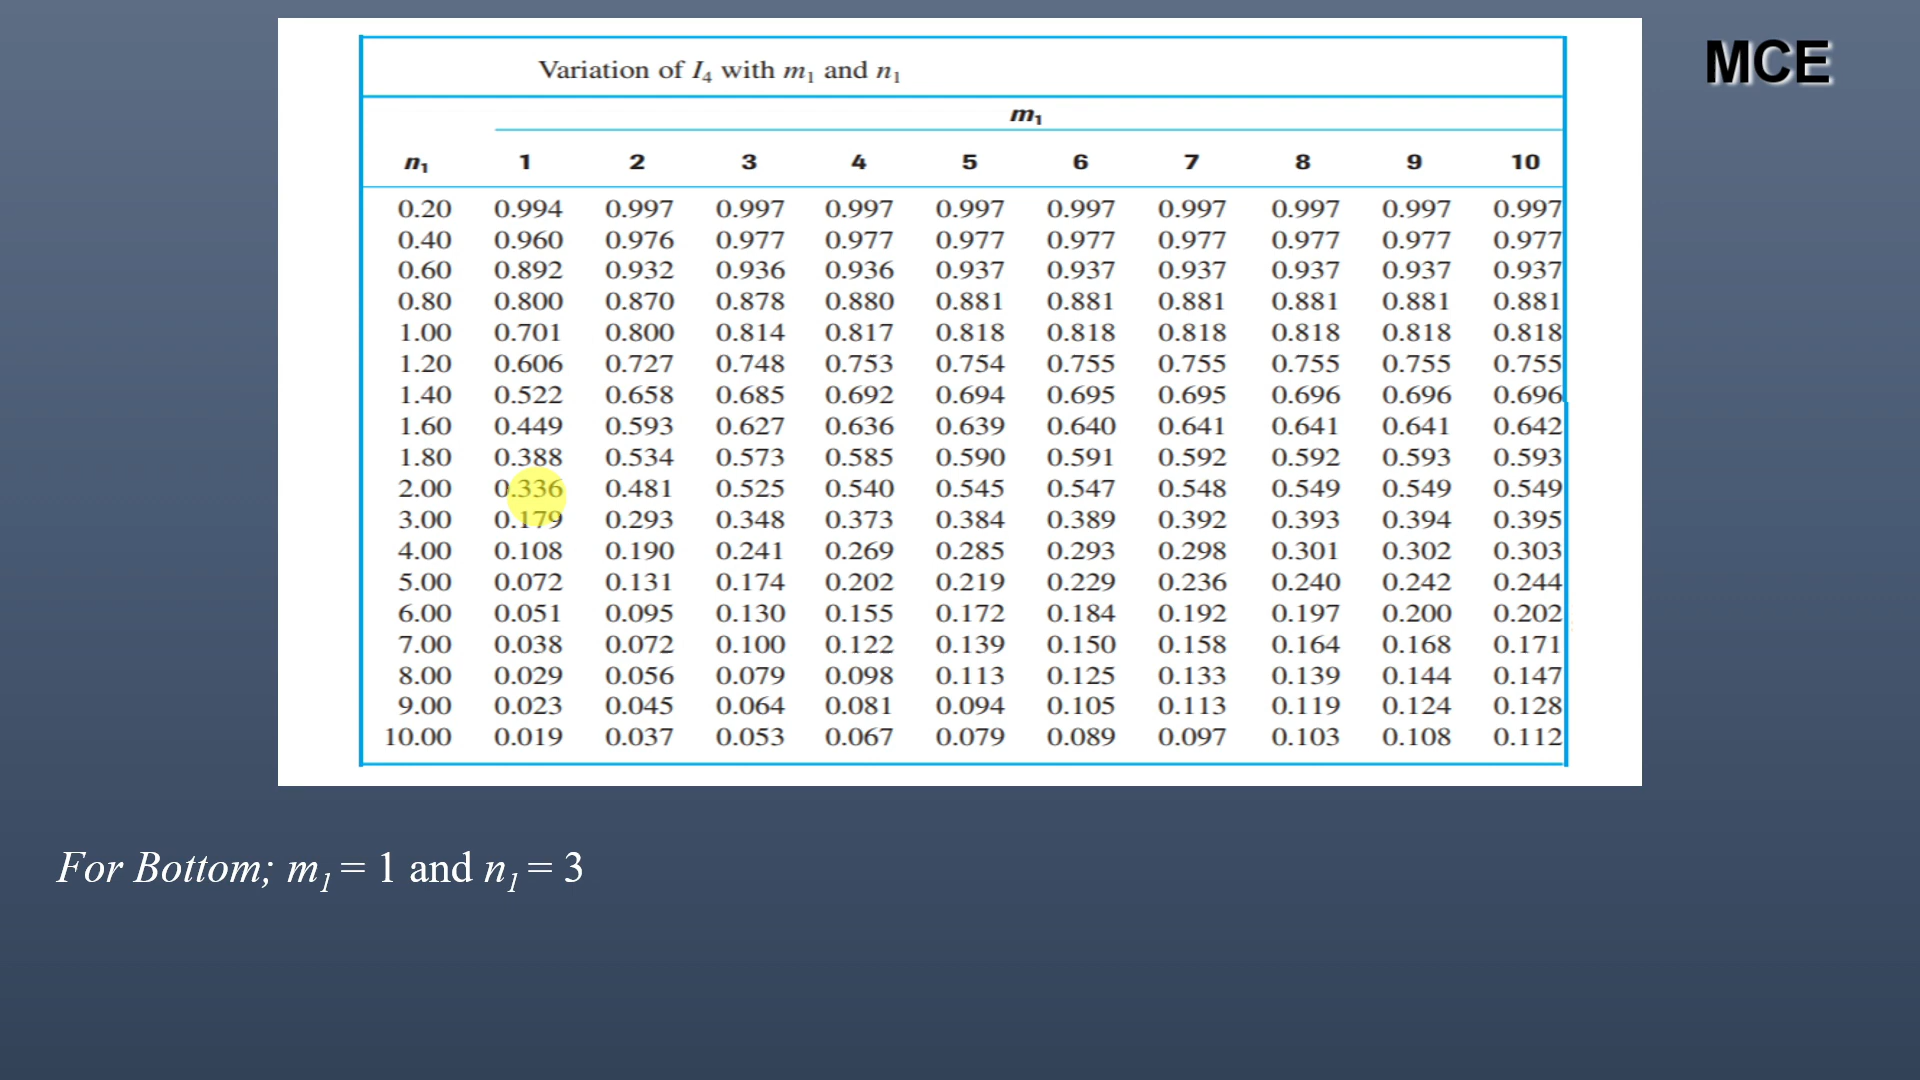 MCE
Variation of I₄ with m₁ and n₁
m₁
n₁ 1 2 3 4 5 6 7 8 9 10
0.20 0.994 0.997 0.997 0.997 0.997 0.997 0.997 0.997 0.997 0.997
0.40 0.960 0.976 0.977 0.977 0.977 0.977 0.977 0.977 0.977 0.977
0.60 0.892 0.932 0.936 0.936 0.937 0.937 0.937 0.937 0.937 0.937
0.80 0.800 0.870 0.878 0.880 0.881 0.881 0.881 0.881 0.881 0.881
1.00 0.701 0.800 0.814 0.817 0.818 0.818 0.818 0.818 0.818 0.818
1.20 0.606 0.727 0.748 0.753 0.754 0.755 0.755 0.755 0.755 0.755
1.40 0.522 0.658 0.685 0.692 0.694 0.695 0.695 0.696 0.696 0.696
1.60 0.449 0.593 0.627 0.636 0.639 0.640 0.641 0.641 0.641 0.642
1.80 0.388 0.534 0.573 0.585 0.590 0.591 0.592 0.592 0.593 0.593
2.00 0.336 0.481 0.525 0.540 0.545 0.547 0.548 0.549 0.549 0.549
3.00 0.179 0.293 0.348 0.373 0.384 0.389 0.392 0.393 0.394 0.395
4.00 0.108 0.190 0.241 0.269 0.285 0.293 0.298 0.301 0.302 0.303
5.00 0.072 0.131 0.174 0.202 0.219 0.229 0.236 0.240 0.242 0.244
6.00 0.051 0.095 0.130 0.155 0.172 0.184 0.192 0.197 0.200 0.202
7.00 0.038 0.072 0.100 0.122 0.139 0.150 0.158 0.164 0.168 0.171
8.00 0.029 0.056 0.079 0.098 0.113 0.125 0.133 0.139 0.144 0.147
9.00 0.023 0.045 0.064 0.081 0.094 0.105 0.113 0.119 0.124 0.128
10.00 0.019 0.037 0.053 0.067 0.079 0.089 0.097 0.103 0.108 0.112
For Bottom; m₁ = 1 and n₁ = 3